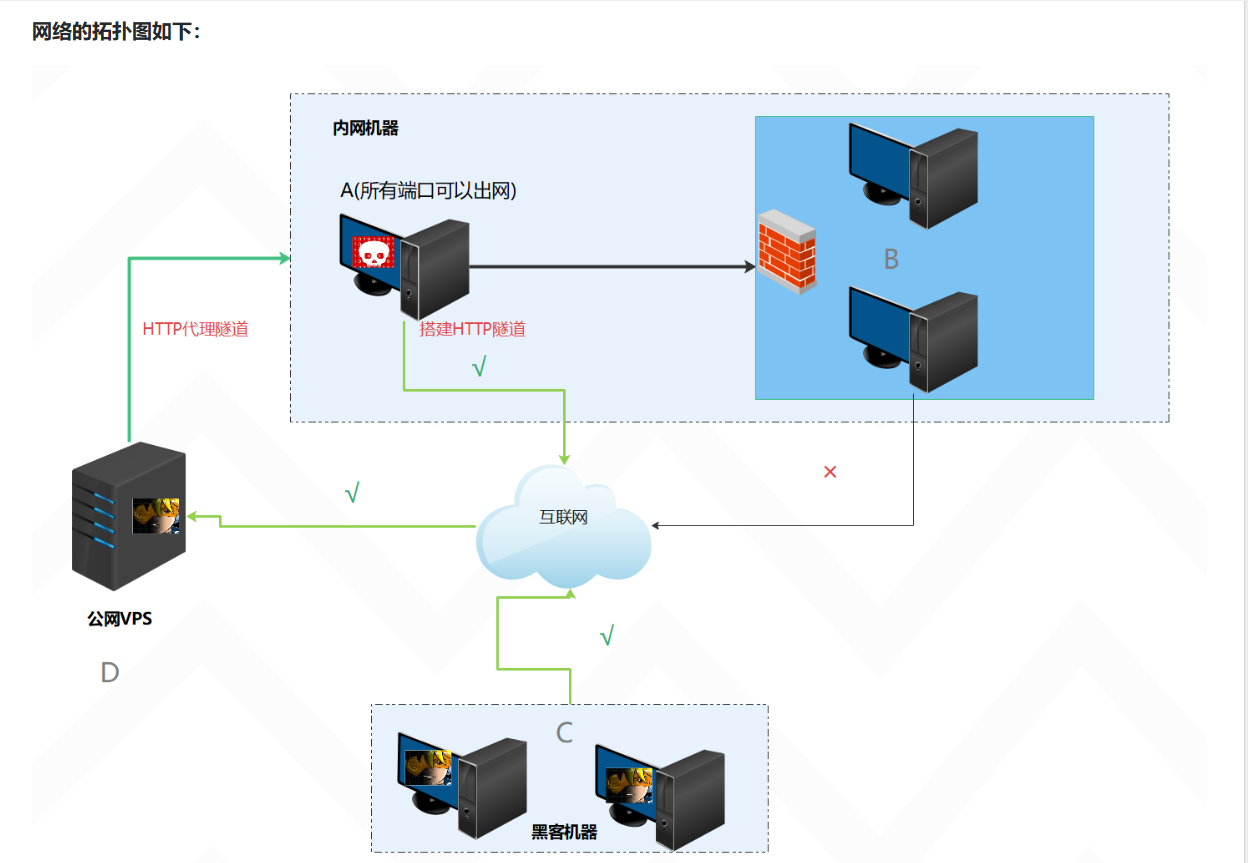 网络的拓扑图如下：
内网机器
A(所有端口可以出网)
B
HTTP代理隧道
搭建HTTP隧道
√
×
√
互联网
公网VPS
√
D
C
黑客机器